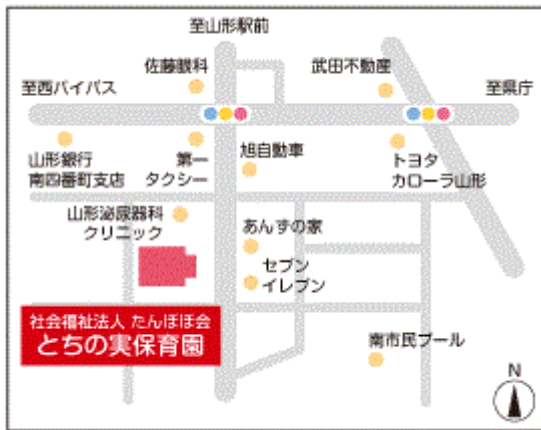 至山形駅前
佐藤眼科
武田不動産
至西バイパス
至県庁
山形銀行
南四番町支店
第一
タクシー
旭自動車
トヨタ
カローラ山形
山形泌尿器科
クリニック
あんずの家
セブン
イレブン
社会福祉法人 たんぽぽ会
とちの実保育園
南市民プール
N